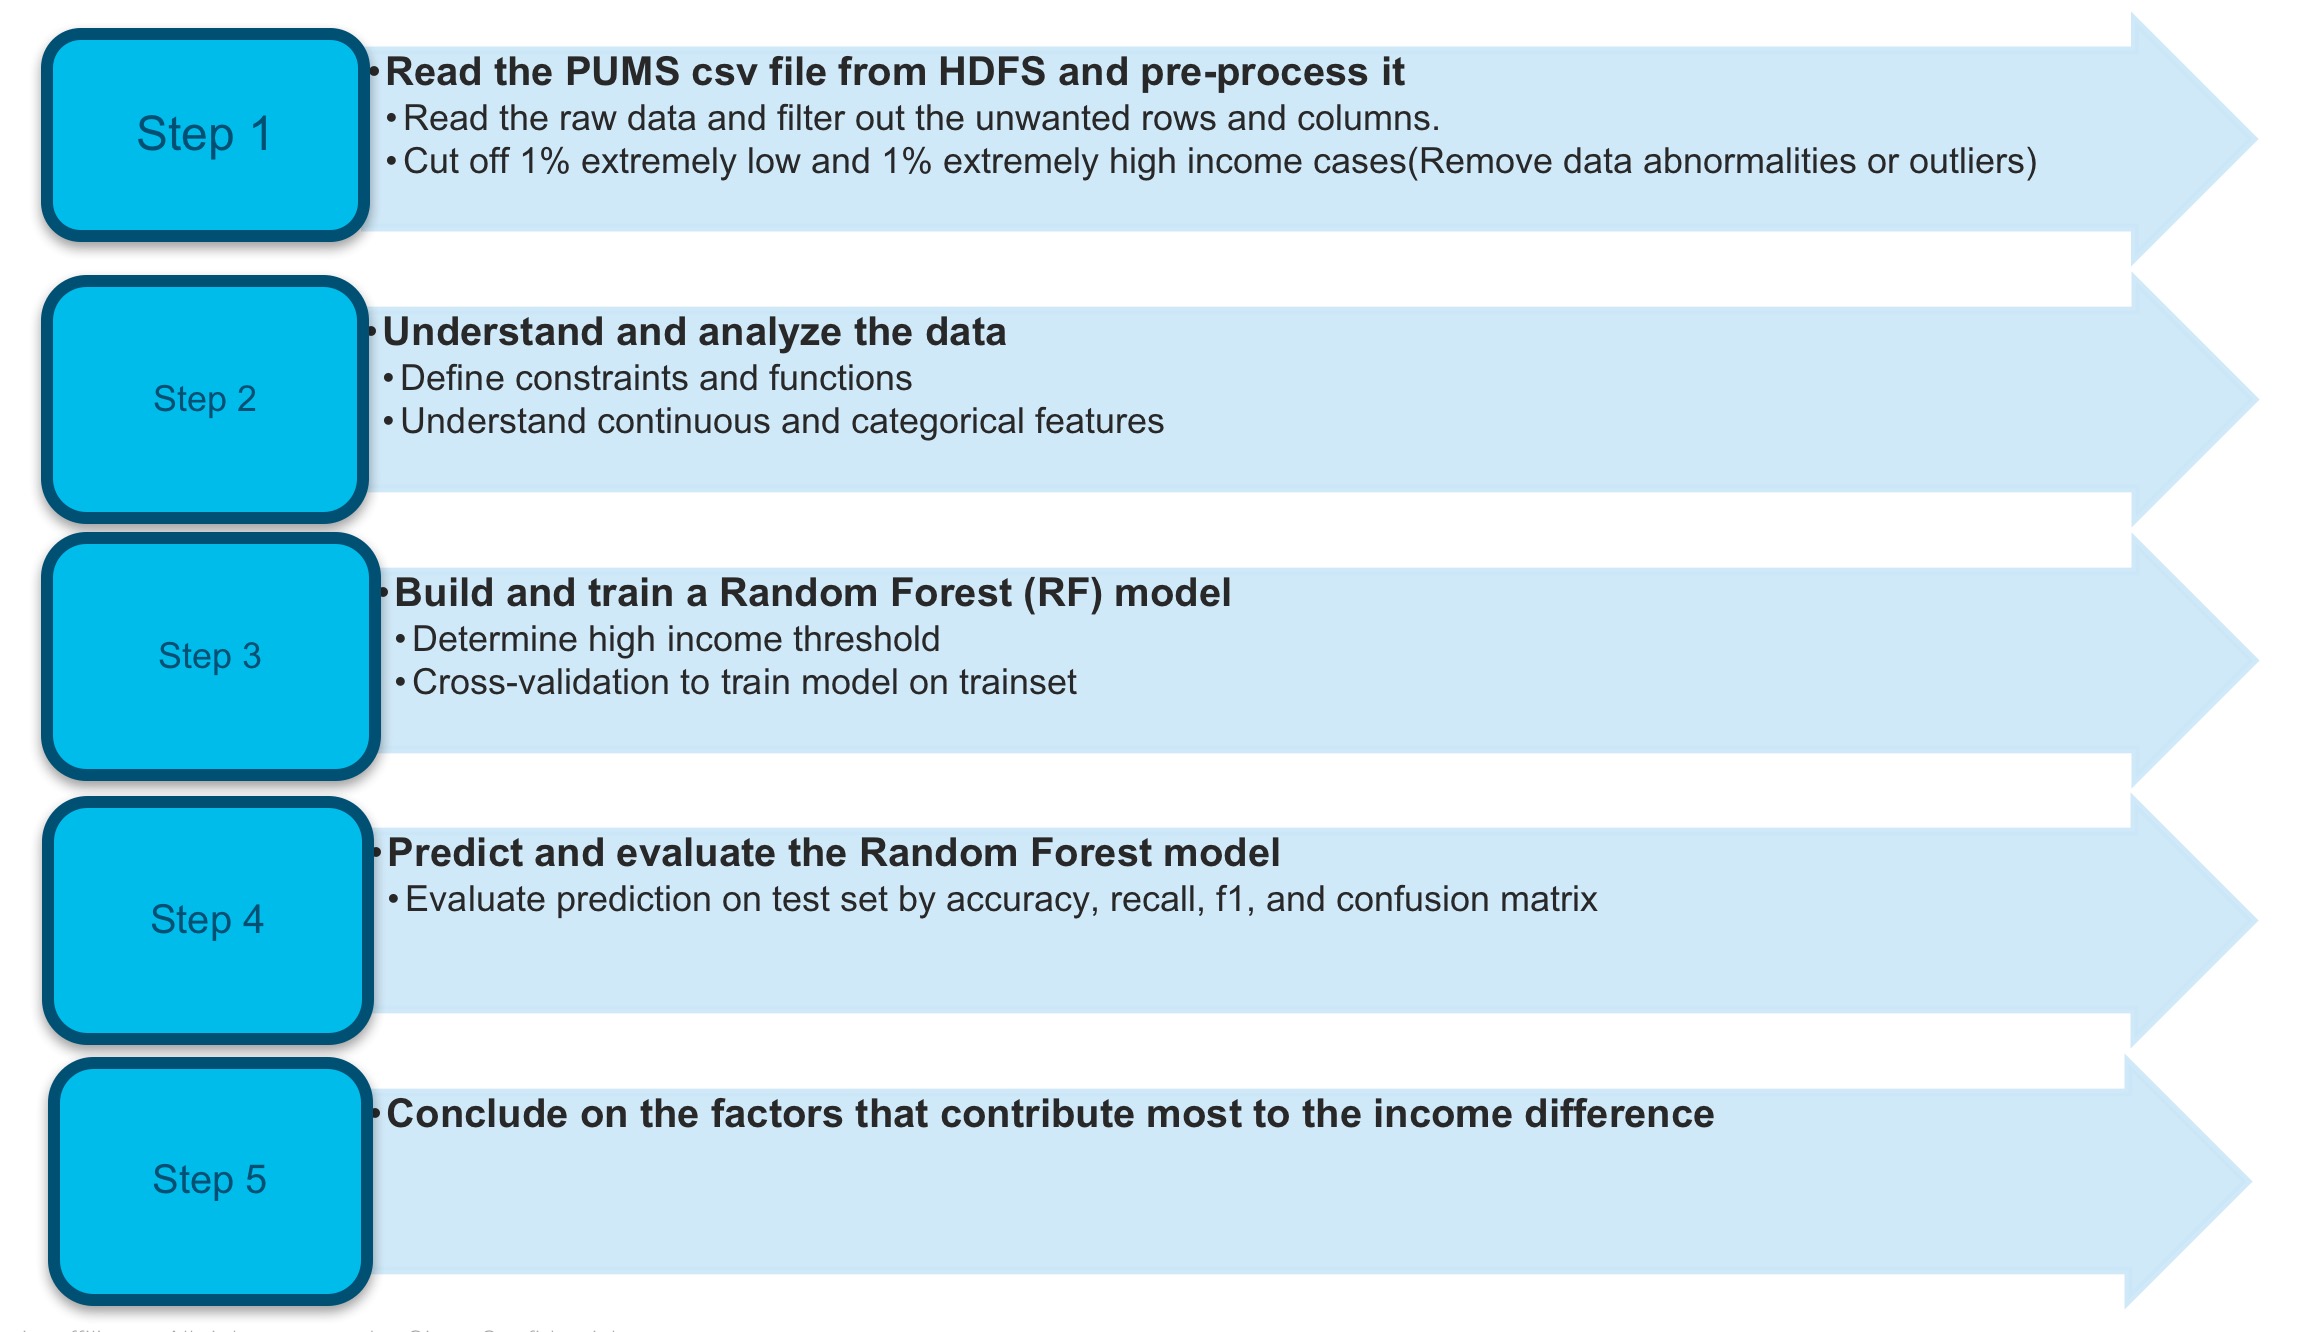 Step 1
•Read the PUMS csv file from HDFS and pre-process it
•Read the raw data and filter out the unwanted rows and columns.
•Cut off 1% extremely low and 1% extremely high income cases(Remove data abnormalities or outliers)
Step 2
•Understand and analyze the data
•Define constraints and functions
•Understand continuous and categorical features
Step 3
•Build and train a Random Forest (RF) model
•Determine high income threshold
•Cross-validation to train model on trainset
Step 4
•Predict and evaluate the Random Forest model
•Evaluate prediction on test set by accuracy, recall, f1, and confusion matrix
Step 5
•Conclude on the factors that contribute most to the income difference